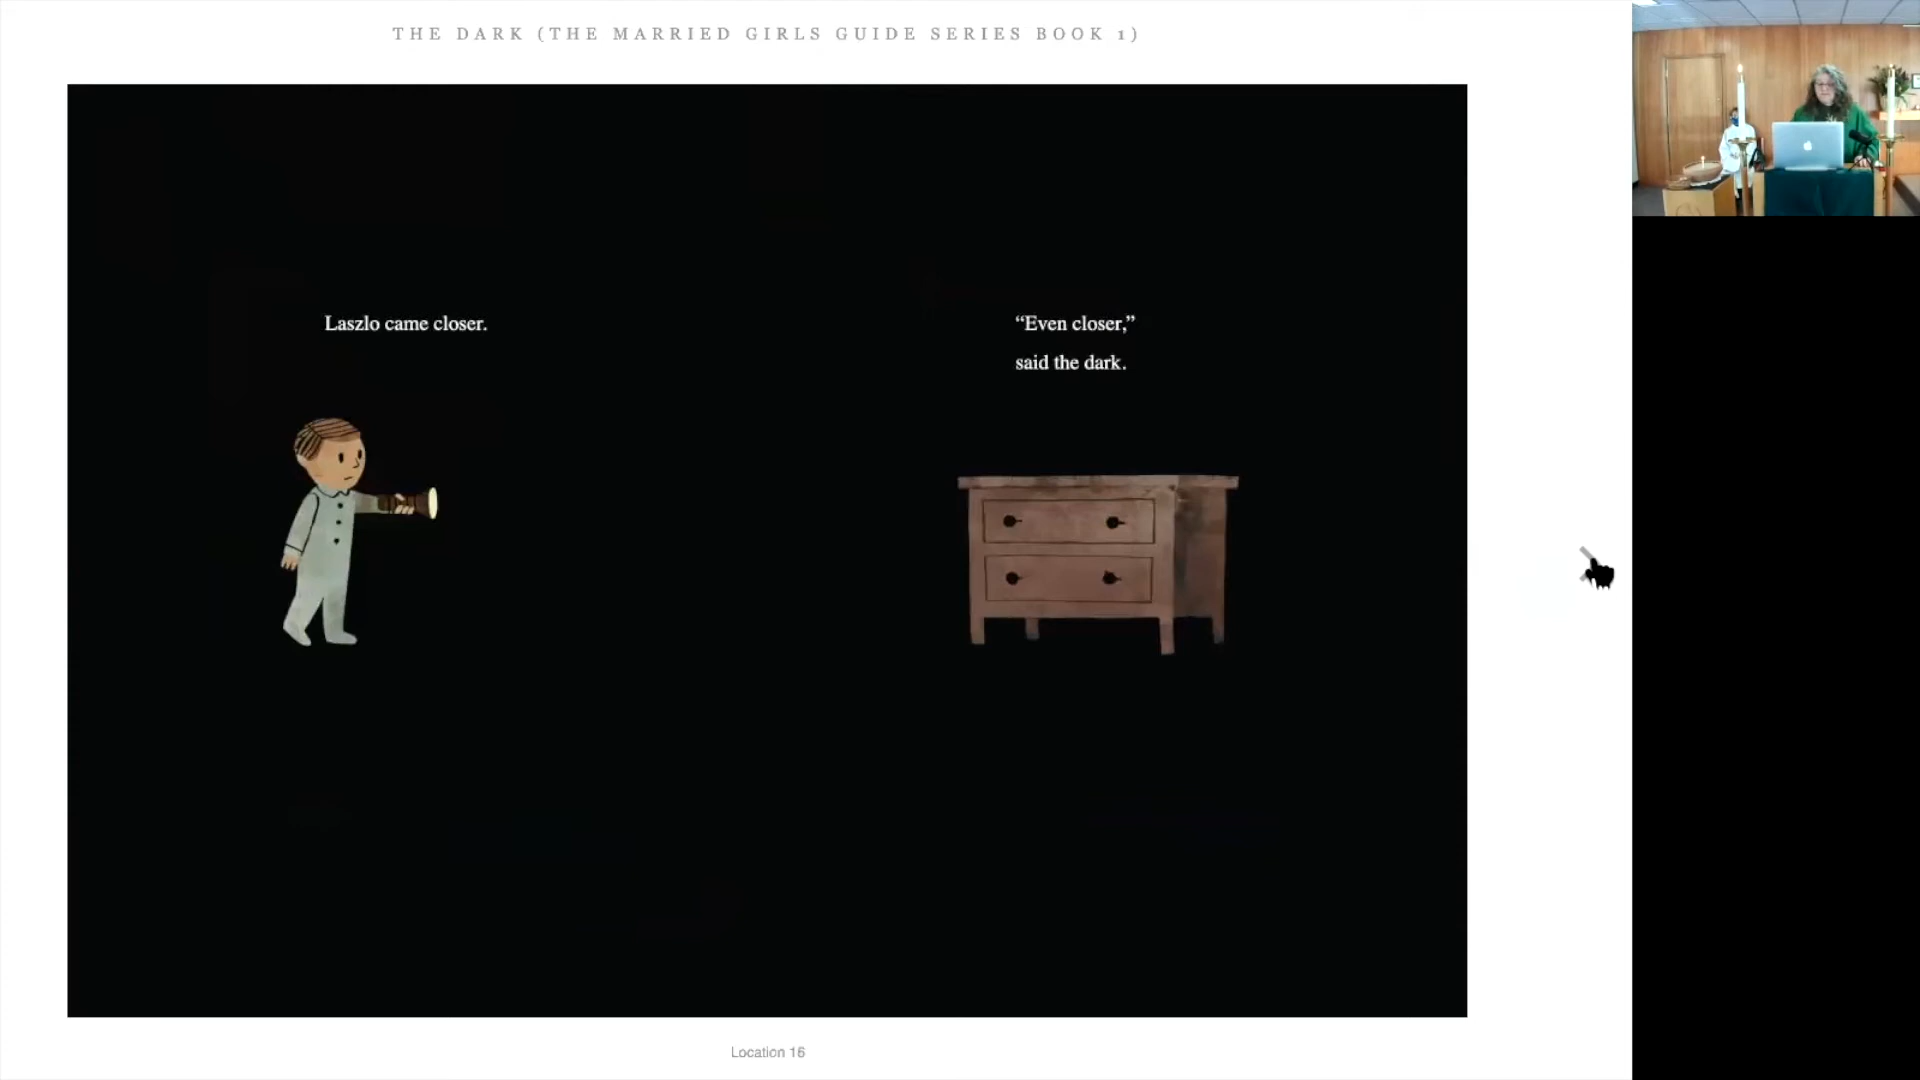 THE DARK (THE MARRIED GIRLS GUIDE SERIES BOOK 1)
Laszlo came closer.
“Even closer,”
said the dark.
Location 16